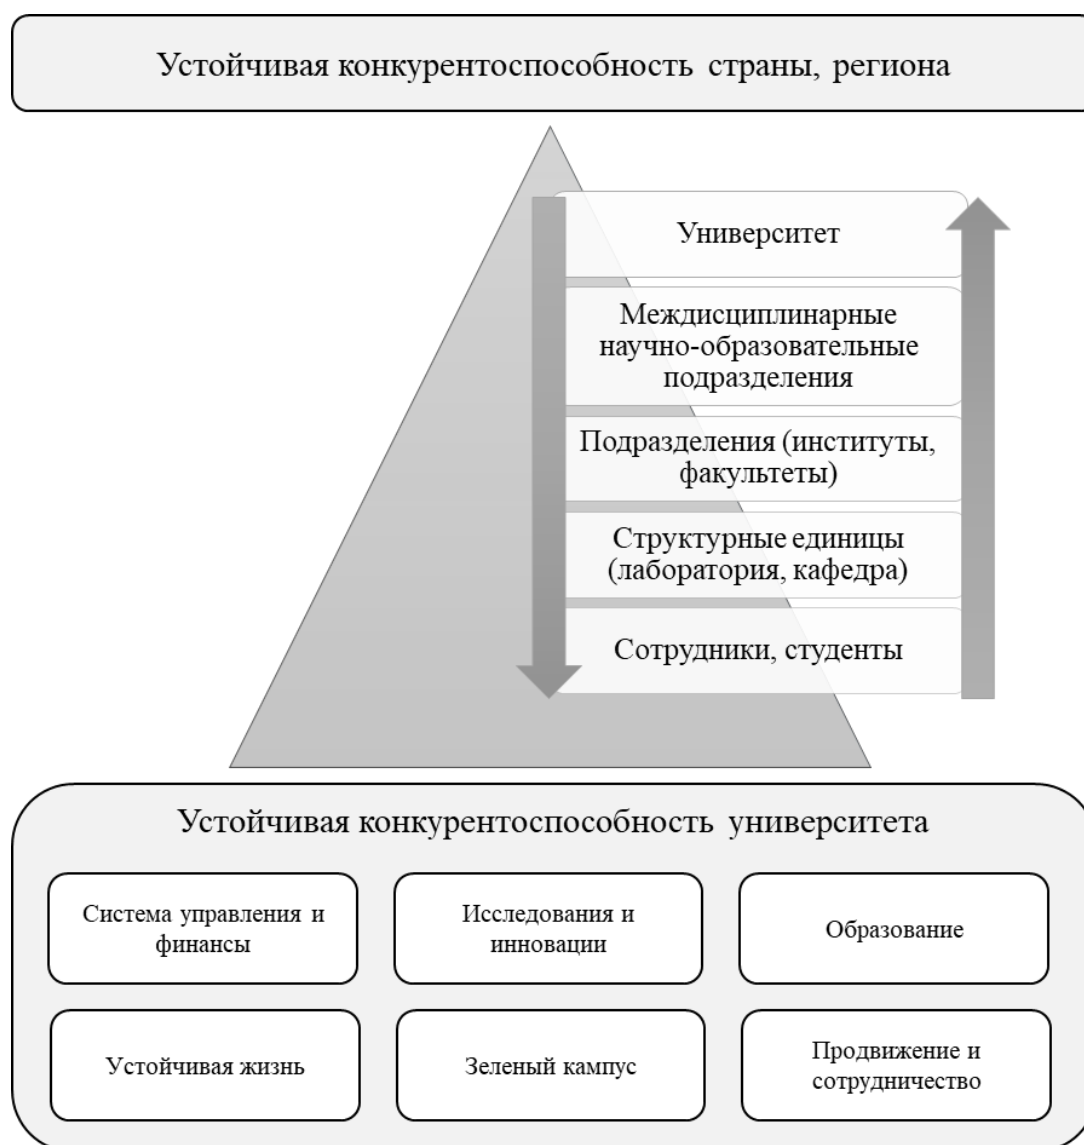 Устойчивая конкурентоспособность страны, региона
Университет
Междисциплинарные
научно-образовательные
подразделения
Подразделения (институты,
факультеты)
Структурные единицы
(лаборатория, кафедра)
Сотрудники, студенты
Устойчивая конкурентоспособность университета
Система управления и
финансы
Исследования и
инновации
Образование
Устойчивая жизнь
Зеленый кампус
Продвижение и
сотрудничество